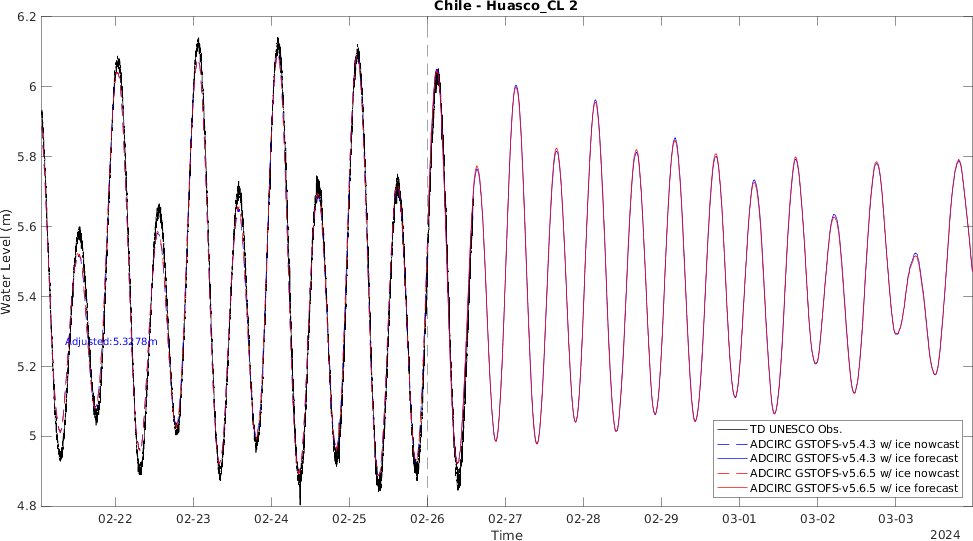 Chile - Huasco_CL 2
6.2
6
5.8
5.6
5.4
5.2
5
4.8
Water Level (m)
Adjusted:5.3278m
TD UNESCO Obs.
ADCIRC GSTOFS-v5.4.3 w/ ice nowcast
ADCIRC GSTOFS-v5.4.3 w/ ice forecast
ADCIRC GSTOFS-v5.6.5 w/ ice nowcast
ADCIRC GSTOFS-v5.6.5 w/ ice forecast
02-22 02-23 02-24 02-25 02-26 02-27 02-28 02-29 03-01 03-02 03-03
Time
2024